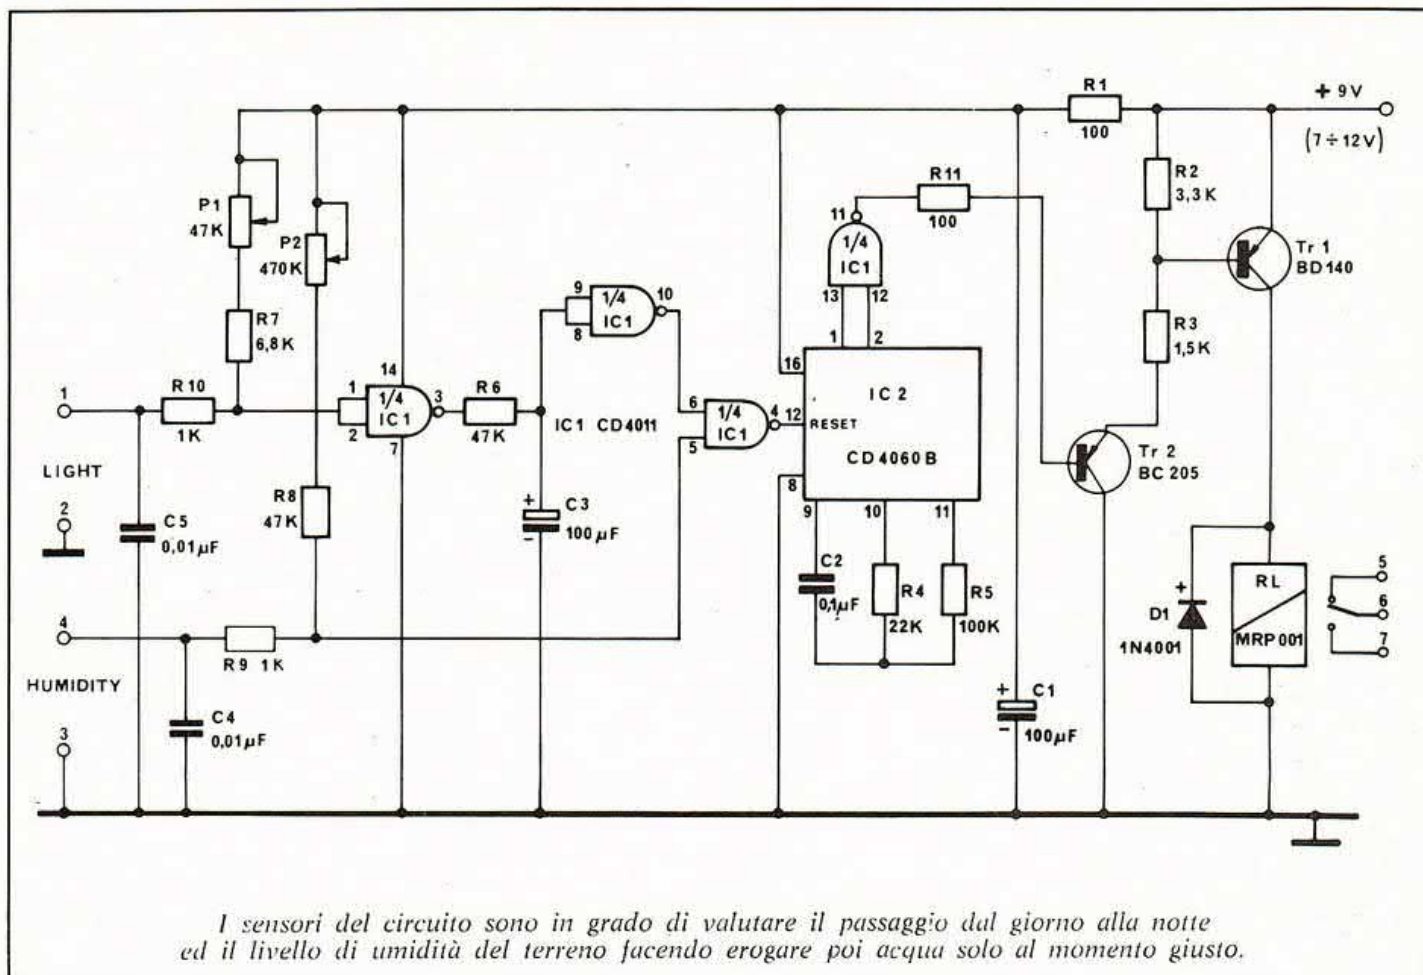 R1
100
+ 9V
(7÷12V)
R2
3,3K
R11
100
11
1/4
IC1
13
12
1
2
P1
47K
P2
470K
Tr 1
BD140
R3
1,5K
R7
6,8K
9
8
1/4
IC1
10
14
16
1
R10
1K
1
2
1/4
IC1
3
7
R6
47K
IC1 CD4011
6
5
1/4
IC1
4
12
RESET
IC 2
CD4060B
8
9
10
11
Tr 2
BC 205
LIGHT
2
C5
0,01µF
R8
47K
+
C3
100µF
-
C2
0,1µF
R4
22K
R5
100K
+
D1
1N4001
RL
MRP001
5
6
7
4
R9 1K
HUMIDITY
3
C4
0,01µF
+
C1
100µF
-
I sensori del circuito sono in grado di valutare il passaggio dal giorno alla notte
ed il livello di umidità del terreno facendo erogare poi acqua solo al momento giusto.